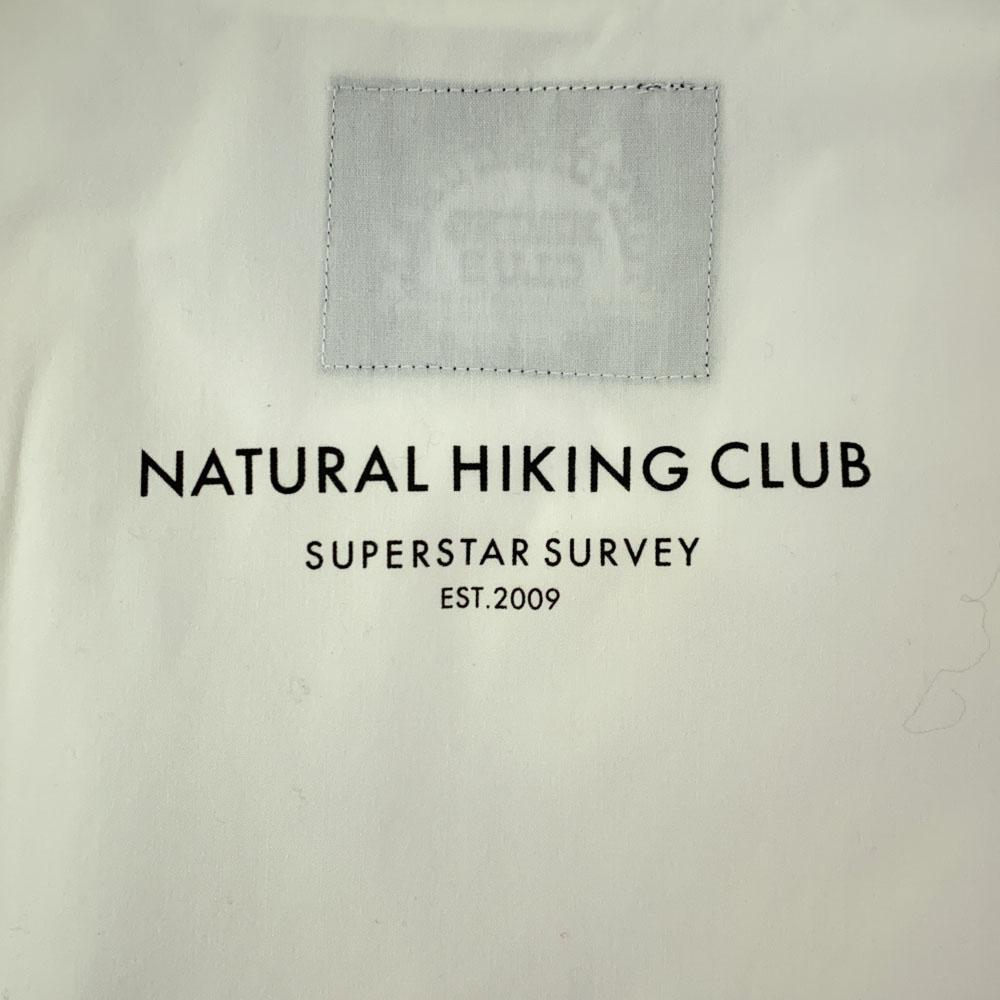 NATURAL HIKING CLUB
SUPERSTAR SURVEY
EST.2009